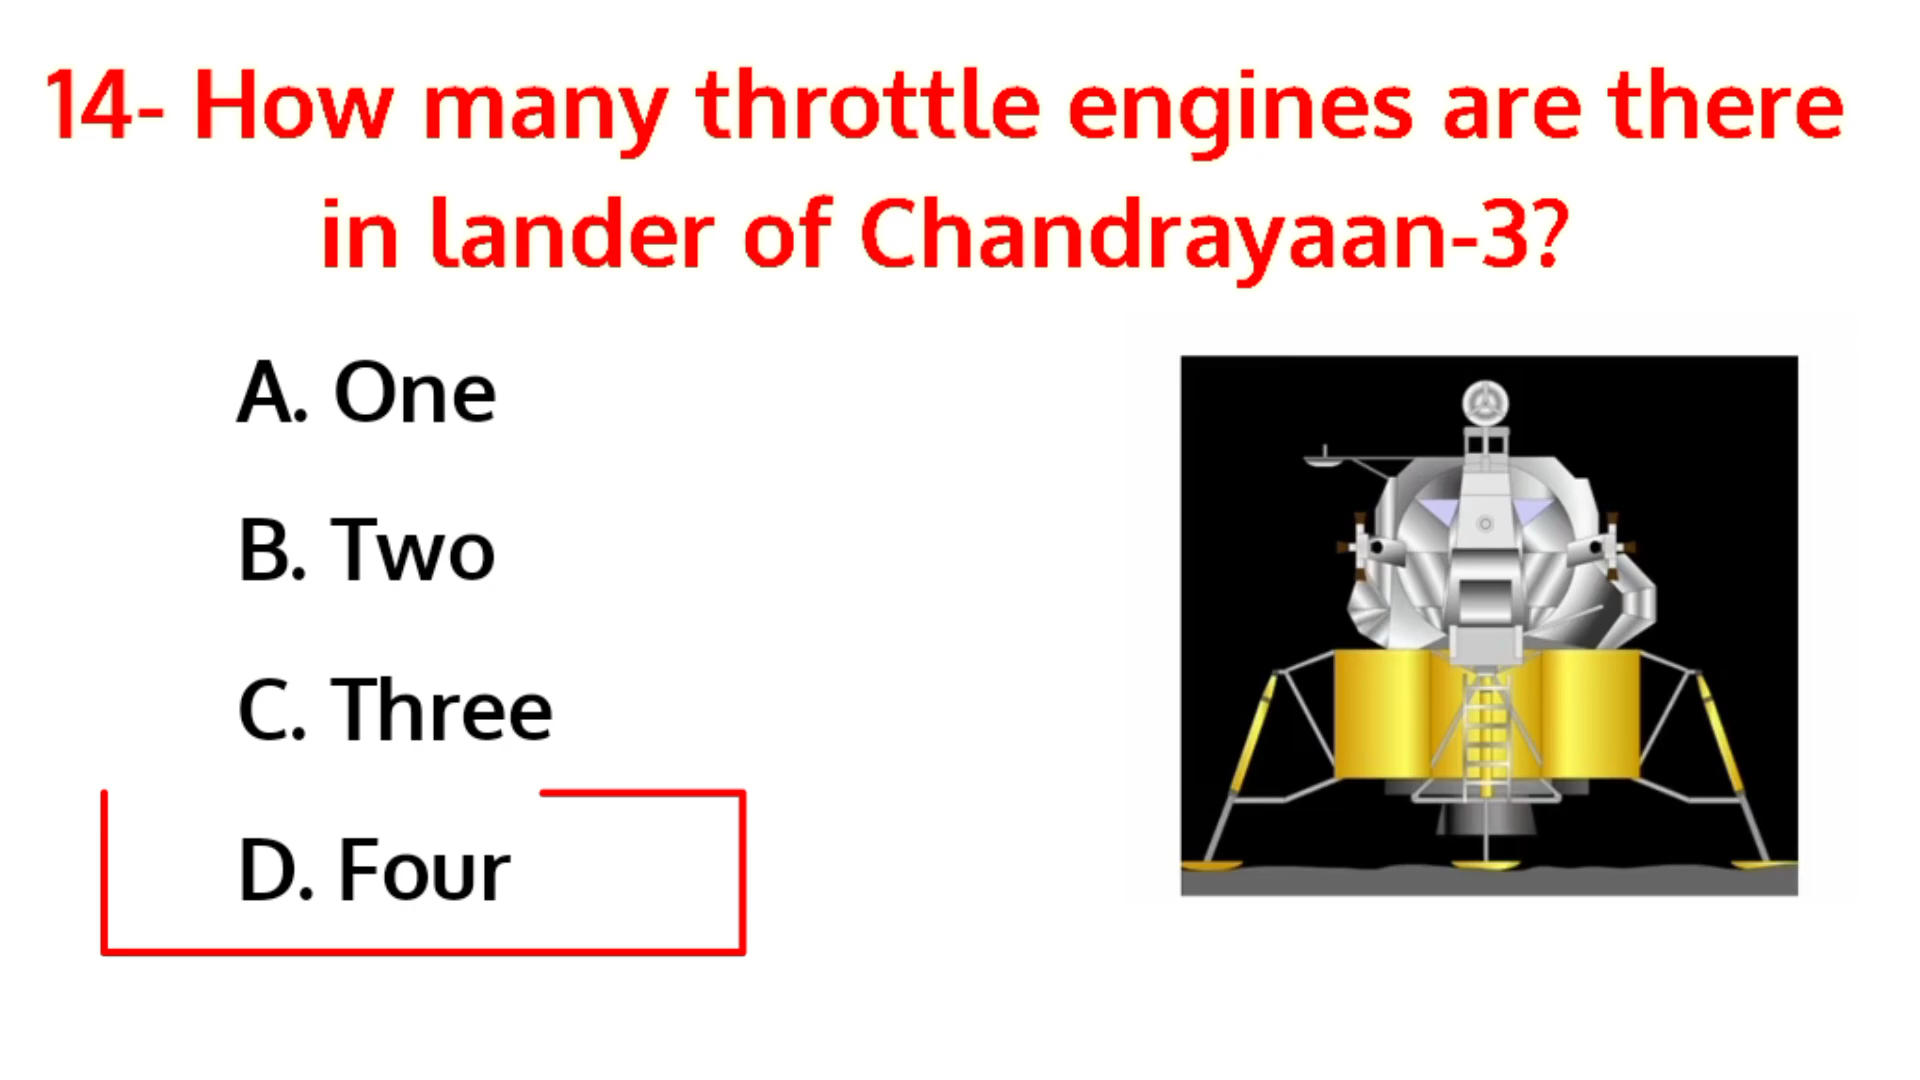 14- How many throttle engines are there
in lander of Chandrayaan-3?
A. One
B. Two
C. Three
D. Four